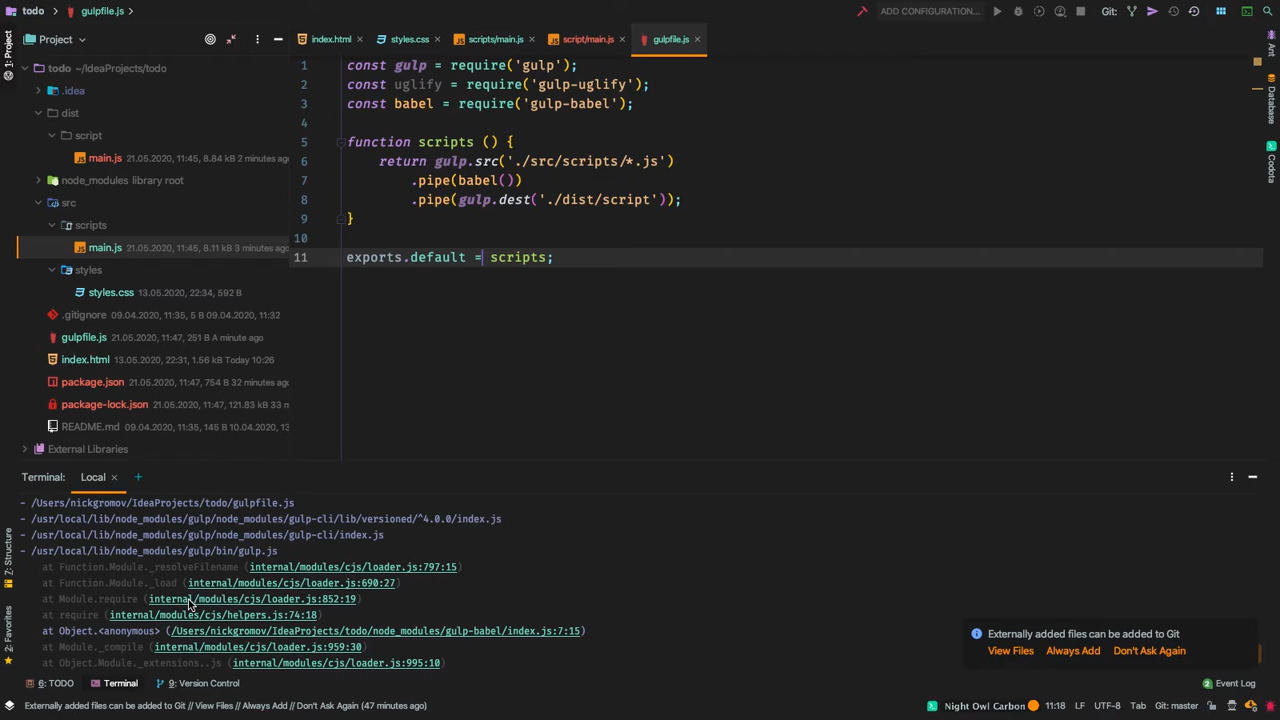 todo
gulpfile.js
ADD CONFIGURATION...
Git:
1: Project
Project
index.html
styles.css
scripts/main.js
script/main.js
gulpfile.js
todo ~/IdeaProjects/todo
.idea
dist
script
main.js 21.05.2020, 11:45, 8.84 kB 2 minutes ago
node_modules library root
src
scripts
main.js 21.05.2020, 11:45, 8.11 kB 3 minutes ago
styles
styles.css 13.05.2020, 22:34, 592 B
.gitignore 09.04.2020, 11:35, 5 B 09.04.2020, 11:32
gulpfile.js 21.05.2020, 11:47, 251 B A minute ago
index.html 13.05.2020, 22:31, 1.56 kB Today 10:26
package.json 21.05.2020, 11:47, 754 B 32 minutes ago
package-lock.json 21.05.2020, 11:47, 121.83 kB 33 m
README.md 09.04.2020, 11:35, 145 B 10.04.2020, 13
External Libraries
1 const gulp = require('gulp');
2 const uglify = require('gulp-uglify');
3 const babel = require('gulp-babel');
4
5 function scripts () {
6 return gulp.src('./src/scripts/*.js')
7 .pipe(babel())
8 .pipe(gulp.dest('./dist/script'));
9 }
10
11 exports.default = scripts;
Ant
Database
Codota
Terminal: Local
- /Users/nickgromov/IdeaProjects/todo/gulpfile.js
- /usr/local/lib/node_modules/gulp/node_modules/gulp-cli/lib/versioned/^4.0.0/index.js
- /usr/local/lib/node_modules/gulp/node_modules/gulp-cli/index.js
- /usr/local/lib/node_modules/gulp/bin/gulp.js
at Function.Module._resolveFilename (internal/modules/cjs/loader.js:797:15)
at Function.Module._load (internal/modules/cjs/loader.js:690:27)
at Module.require (internal/modules/cjs/loader.js:852:19)
at require (internal/modules/cjs/helpers.js:74:18)
at Object.<anonymous> (/Users/nickgromov/IdeaProjects/todo/node_modules/gulp-babel/index.js:7:15)
at Module._compile (internal/modules/cjs/loader.js:959:30)
at Object.Module._extensions..js (internal/modules/cjs/loader.js:995:10)
Z: Structure
2: Favorites
Externally added files can be added to Git
View Files Always Add Don't Ask Again
6: TODO
Terminal
9: Version Control
2 Event Log
Externally added files can be added to Git // View Files // Always Add // Don't Ask Again (47 minutes ago)
Night Owl Carbon
11:18 LF UTF-8 Tab Git: master